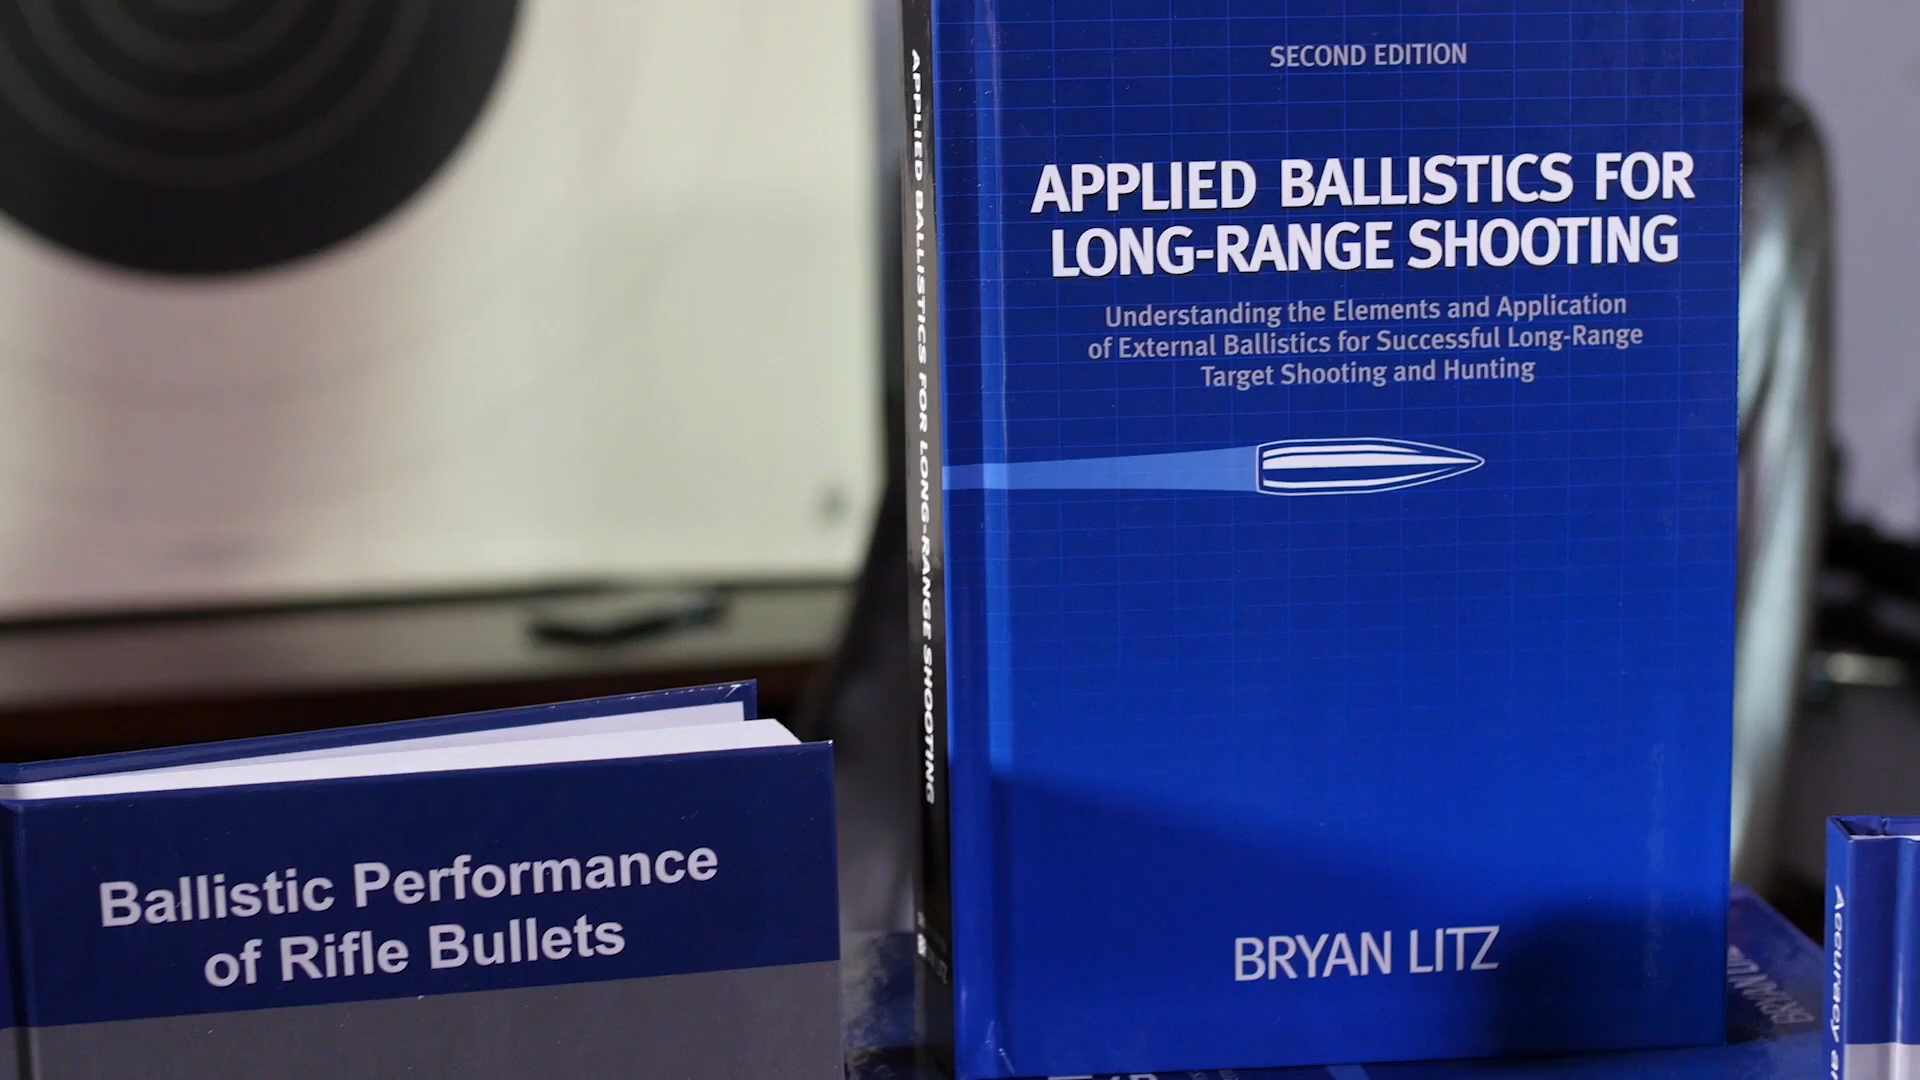 SECOND EDITION
APPLIED BALLISTICS FOR
LONG-RANGE SHOOTING
Understanding the Elements and Application
of External Ballistics for Successful Long-Range
Target Shooting and Hunting
BRYAN LITZ
APPLIED BALLISTICS FOR LONG-RANGE SHOOTING
Ballistic Performance
of Rifle Bullets
Accuracy